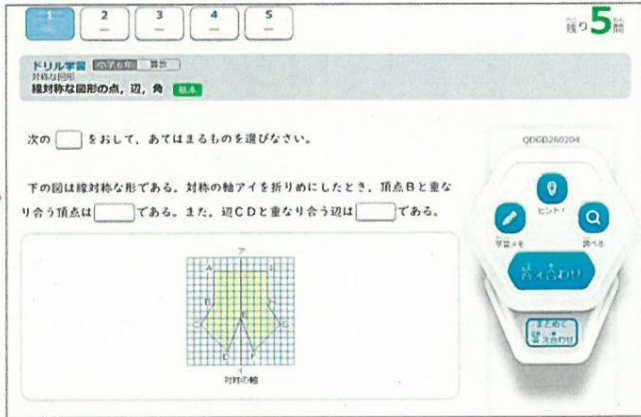 1 2 3 4 5
残り5問
ドリル学習 小学6年 算数
対称な図形
線対称な図形の点，辺，角 基本
次の をおして，あてはまるものを選びなさい。
QDGD260204
下の図は線対称な形である。対称の軸アイを折りめにしたとき，頂点Bと重な
り合う頂点は である。また，辺CDと重なり合う辺は である。
ヒント！
学習メモ
調べる
答え合わせ
まとめて
答え合わせ
ア
A
B
C
E
G
D F
イ
対称の軸